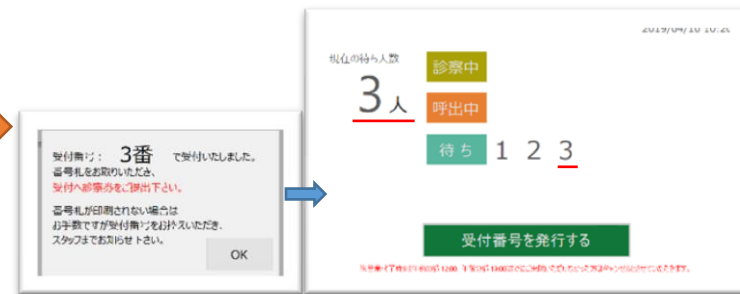 受付番号： 3番 で受付いたしました。
番号札をお取りいただき、
受付へ診察券をご提出下さい。
番号札が印刷されない場合は
お手数ですが受付番号をお控えいただき、
スタッフまでお知らせ下さい。
OK
2019/04/10 10:20
現在の待ち人数
3人
診察中
呼出中
待ち 1 2 3
受付番号を発行する